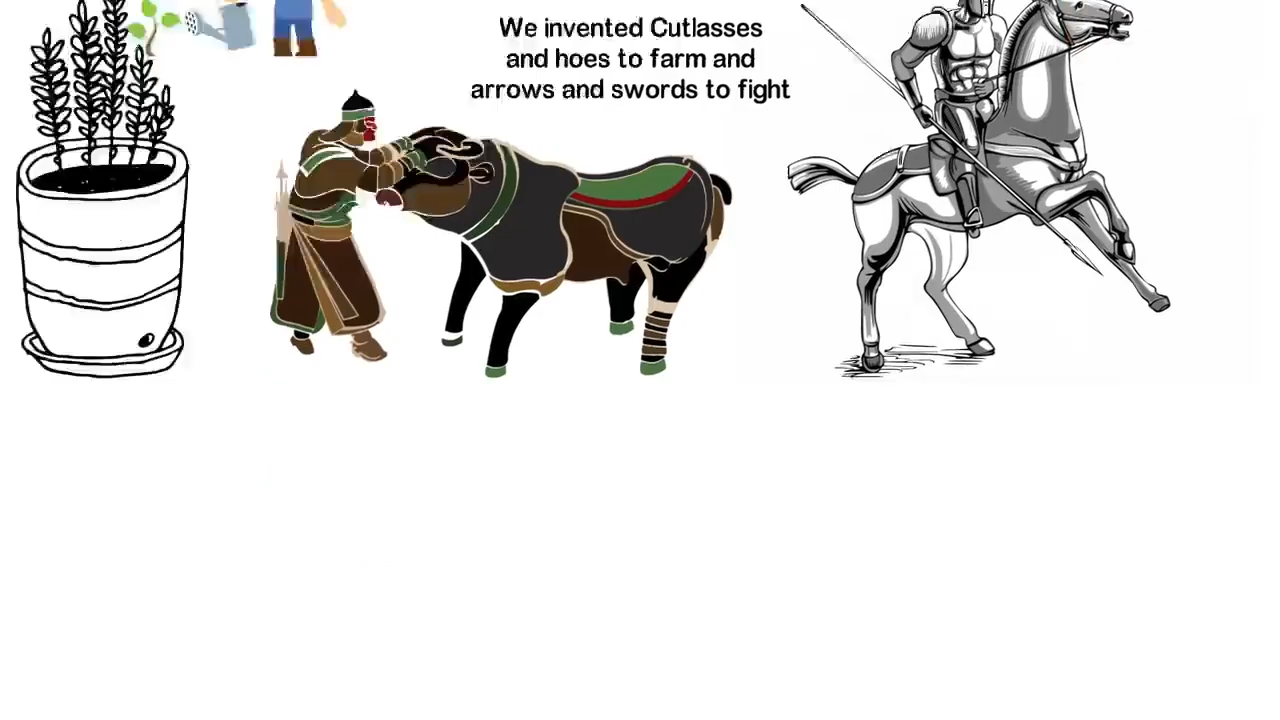 We invented Cutlasses
and hoes to farm and
arrows and swords to fight